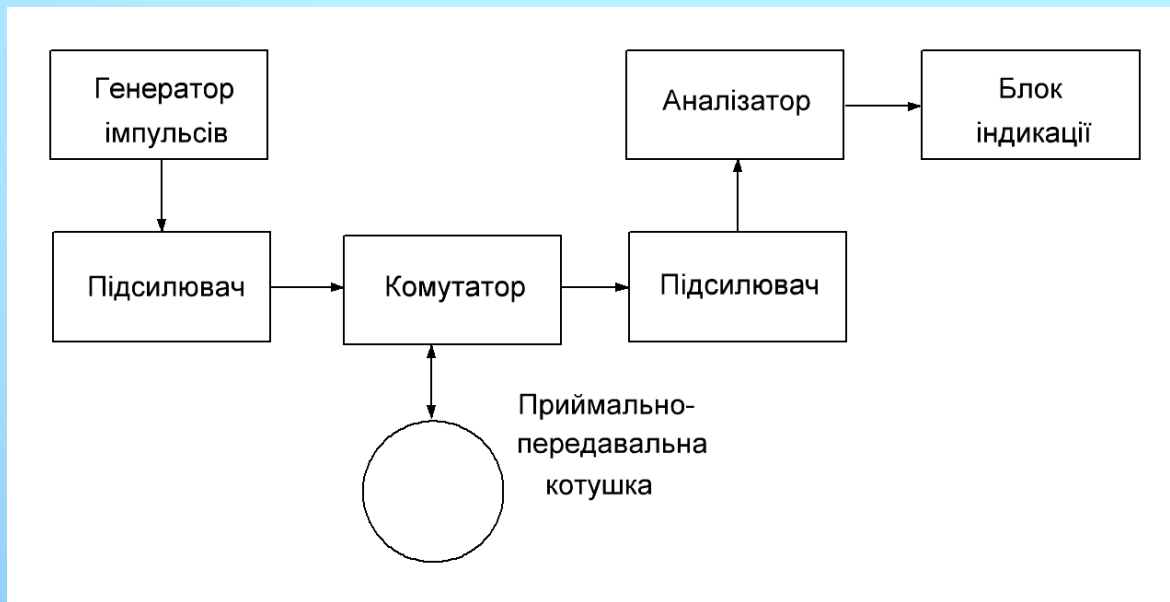 Генератор
імпульсів
Аналізатор
Блок
індикації
Підсилювач
Комутатор
Підсилювач
Приймально-
передавальна
котушка